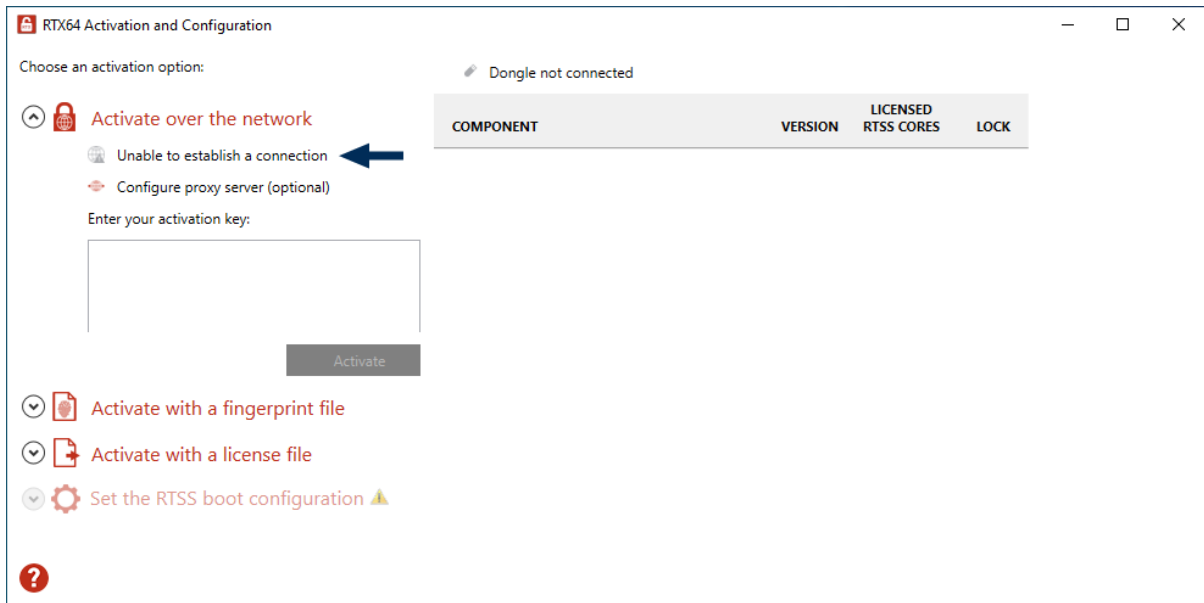 RTX64 Activation and Configuration
Choose an activation option:
Activate over the network
Unable to establish a connection
Configure proxy server (optional)
Enter your activation key:
Activate
Activate with a fingerprint file
Activate with a license file
Set the RTSS boot configuration
Dongle not connected
COMPONENT VERSION LICENSED RTSS CORES LOCK